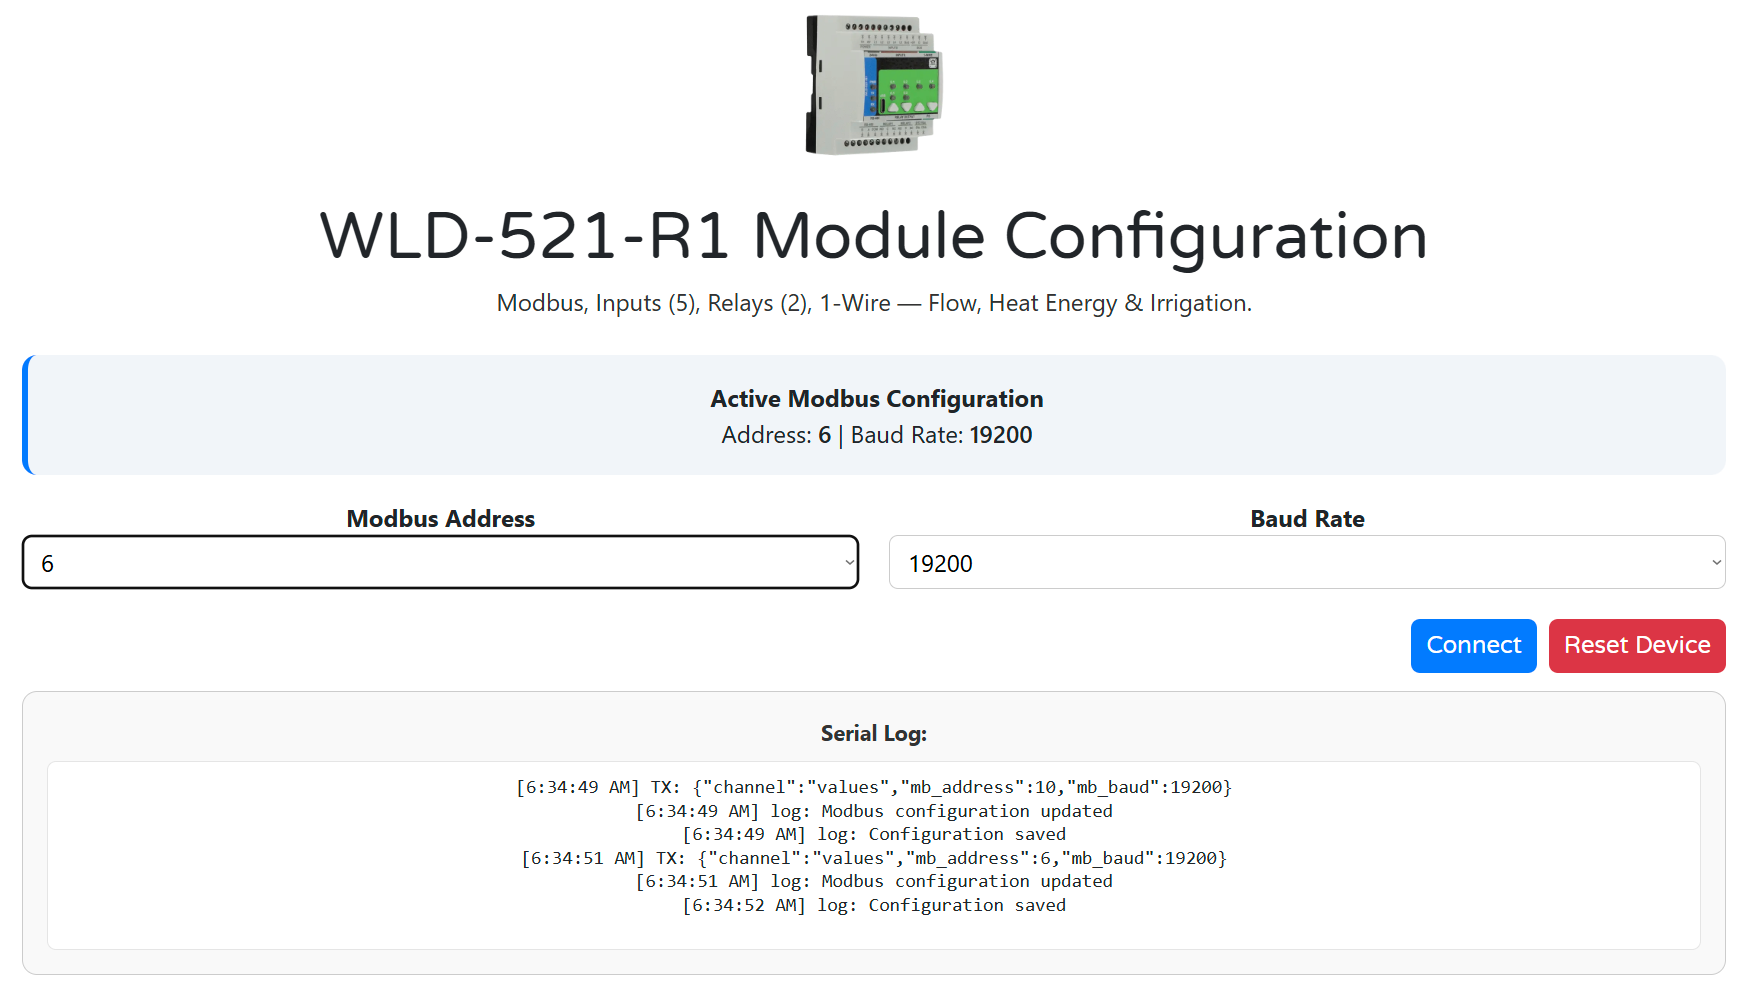 WLD-521-R1 Module Configuration
Modbus, Inputs (5), Relays (2), 1-Wire — Flow, Heat Energy & Irrigation.
Active Modbus Configuration
Address: 6 | Baud Rate: 19200
Modbus Address
Baud Rate
6
19200
Connect
Reset Device
Serial Log:
[6:34:49 AM] TX: {"channel":"values","mb_address":10,"mb_baud":19200}
[6:34:49 AM] log: Modbus configuration updated
[6:34:49 AM] log: Configuration saved
[6:34:51 AM] TX: {"channel":"values","mb_address":6,"mb_baud":19200}
[6:34:51 AM] log: Modbus configuration updated
[6:34:52 AM] log: Configuration saved